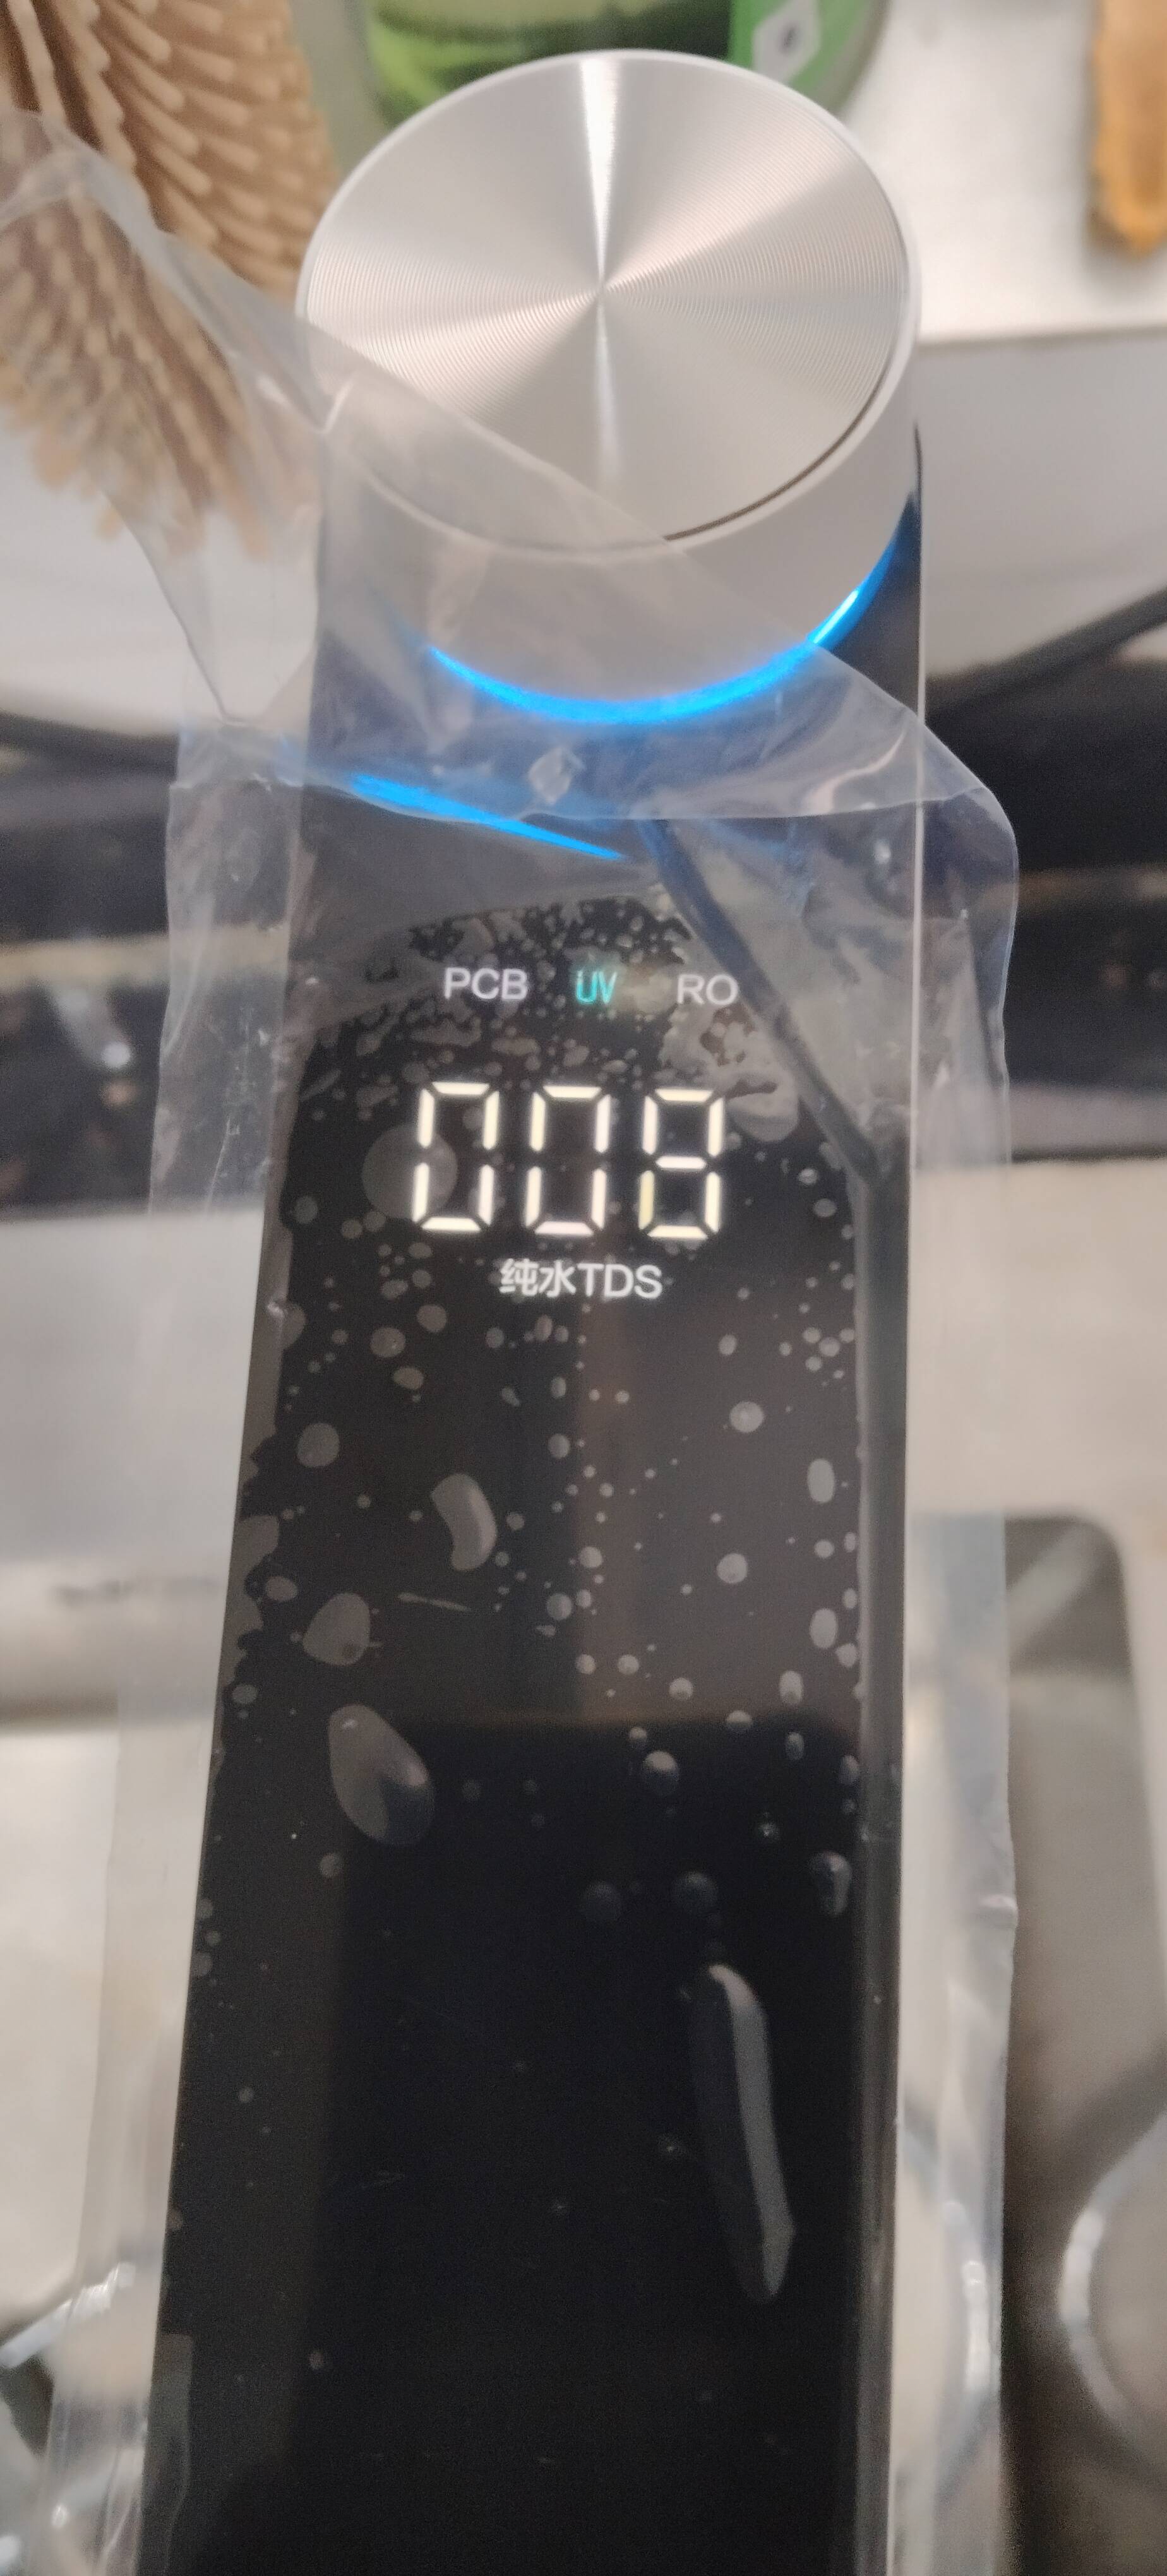 PCB UV RO
008
纯水TDS